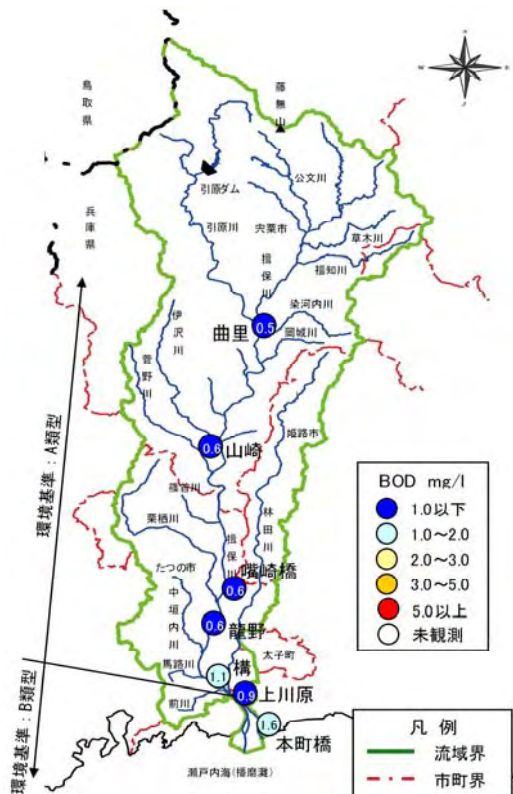 鳥取県
兵庫県
藤無山
公文川
引原ダム
引原川
宍粟市
揖保川
草木川
福知川
染河内川
岡城川
曲里
0.5
伊沢川
菅野川
姫路市
山崎
0.6
篠首川
栗栖川
林田川
揖保川
嘴崎橋
0.6
たつの市
中垣内川
龍野
0.6
太子町
構
1.1
馬路川
上川原
0.9
前川
本町橋
1.6
瀬戸内海(播磨灘)
環境基準:A類型
環境基準:B類型
BOD mg/l
1.0以下
1.0～2.0
2.0～3.0
3.0～5.0
5.0以上
未観測
凡 例
流域界
市町界